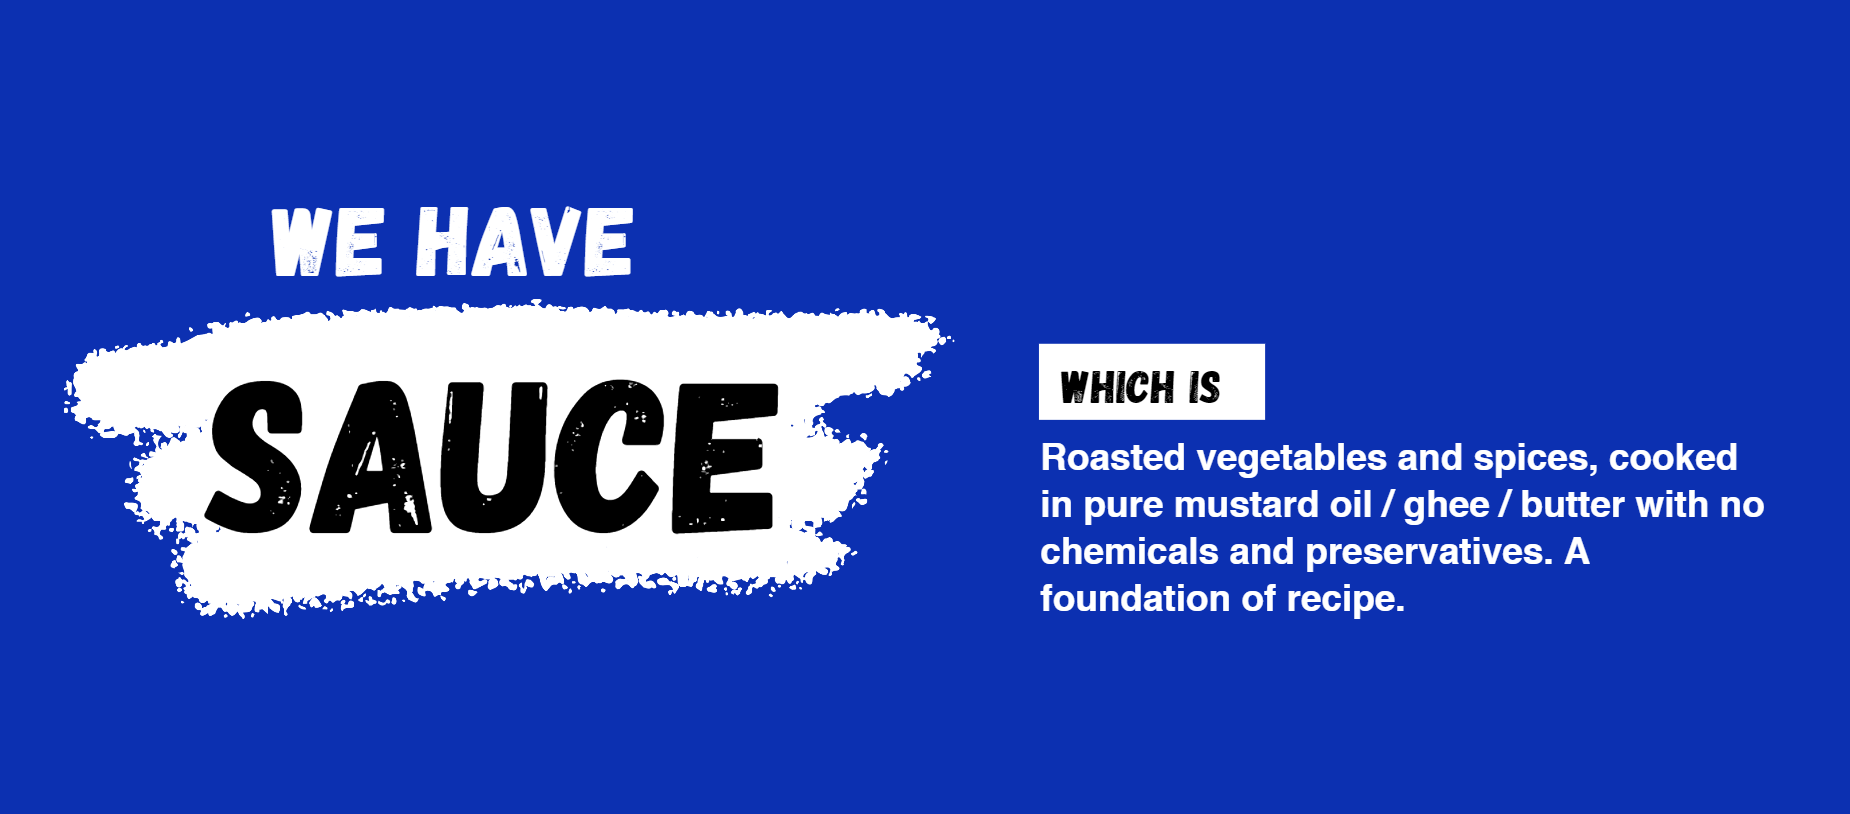 WE HAVE
SAUCE
WHICH IS
Roasted vegetables and spices, cooked
in pure mustard oil / ghee / butter with no
chemicals and preservatives. A
foundation of recipe.